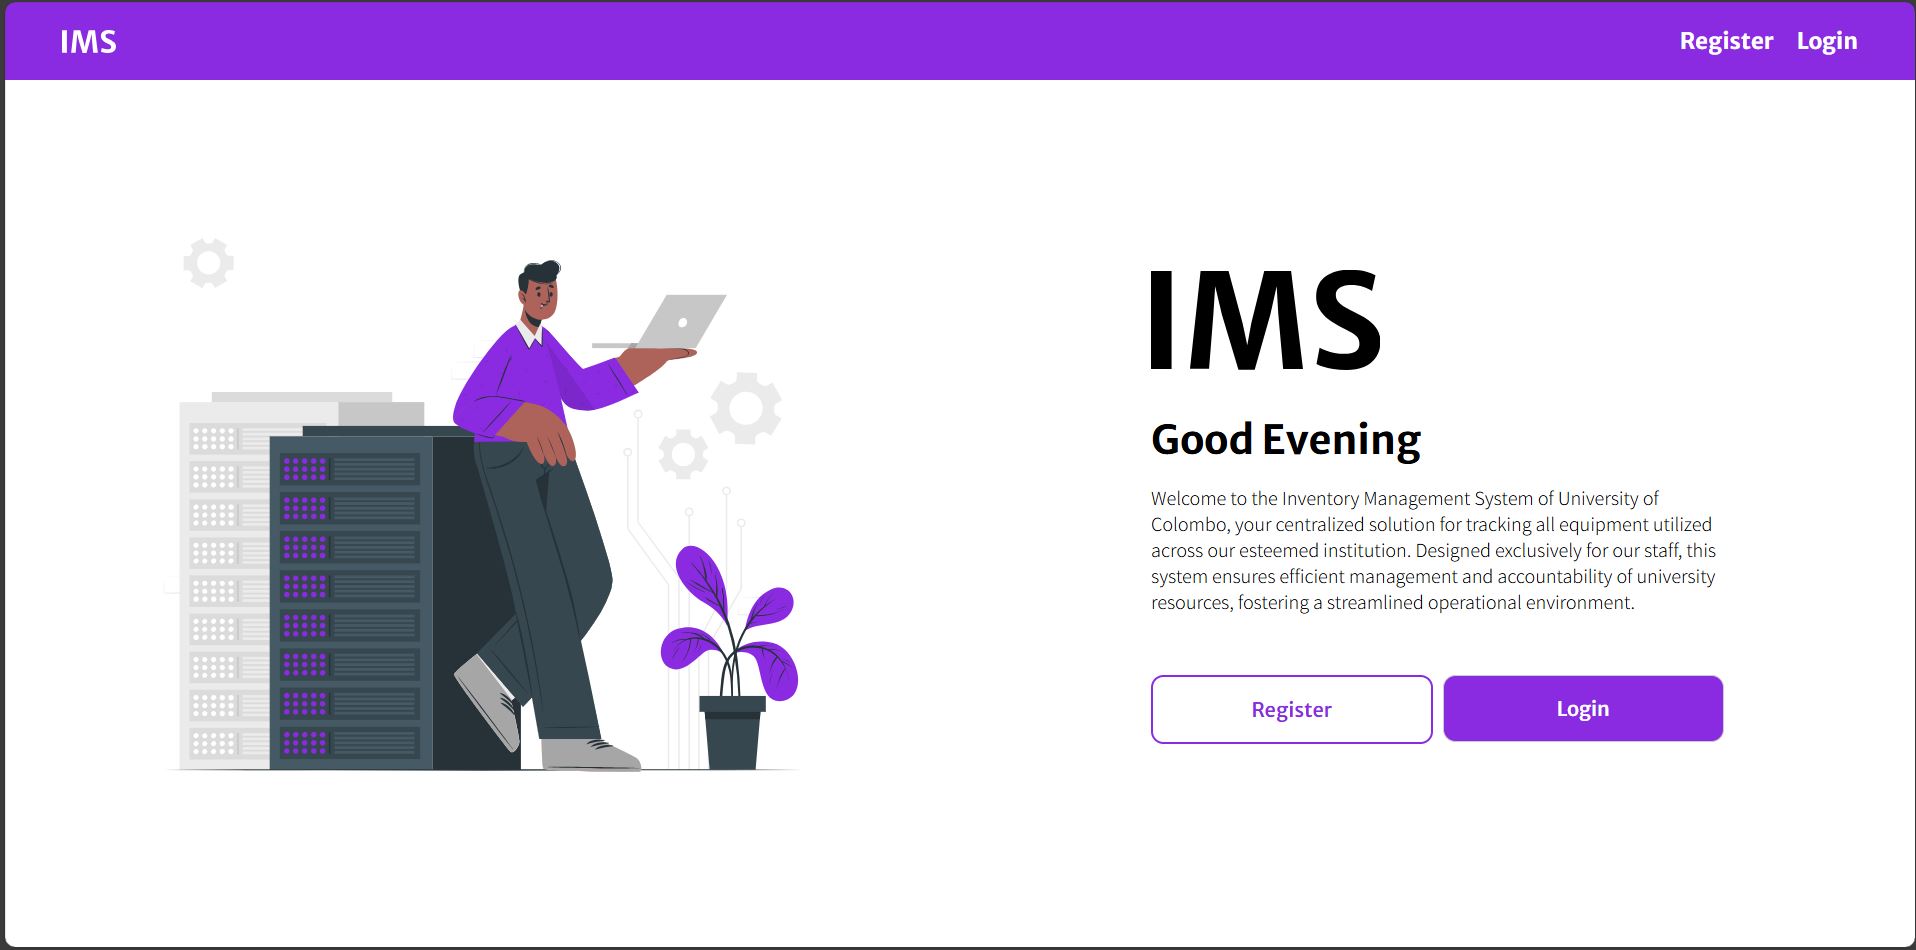 IMS
Register Login
IMS
Good Evening
Welcome to the Inventory Management System of University of
Colombo, your centralized solution for tracking all equipment utilized
across our esteemed institution. Designed exclusively for our staff, this
system ensures efficient management and accountability of university
resources, fostering a streamlined operational environment.
Register Login